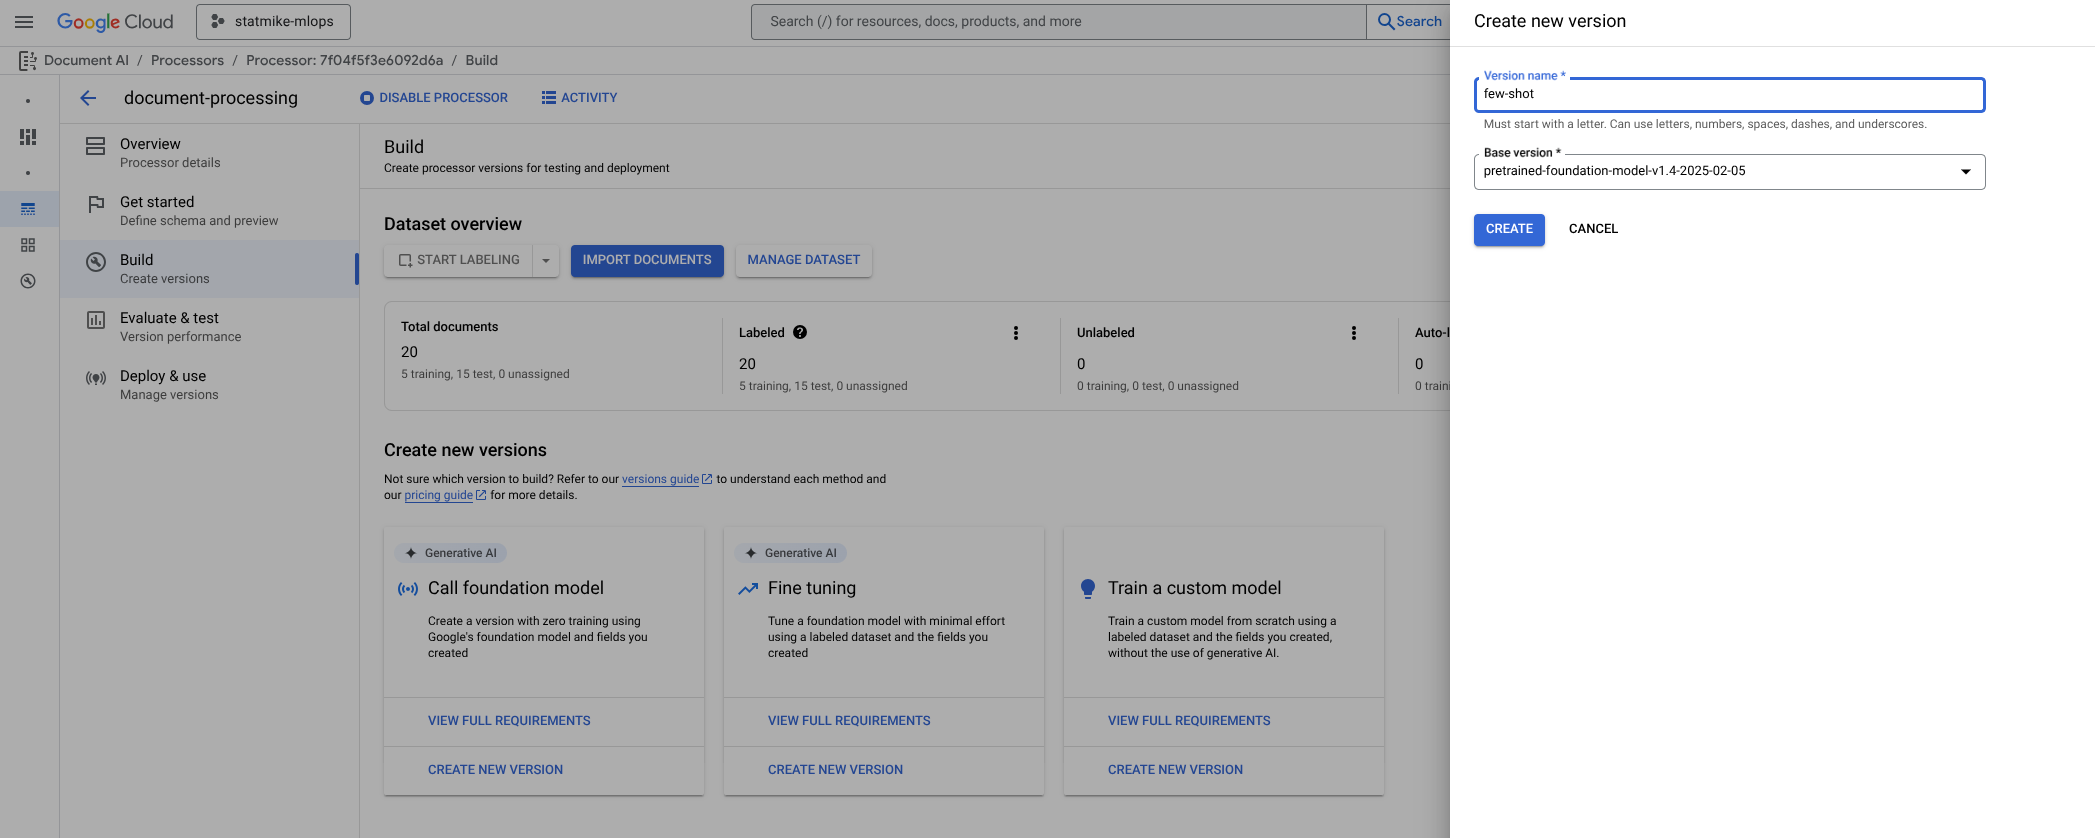 Google Cloud
statmike-mlops
Search (/) for resources, docs, products, and more
Search
Document AI / Processors / Processor: 7f04f5f3e6092d6a / Build
document-processing
DISABLE PROCESSOR
ACTIVITY
Overview
Processor details
Get started
Define schema and preview
Build
Create versions
Evaluate & test
Version performance
Deploy & use
Manage versions
Build
Create processor versions for testing and deployment
Dataset overview
START LABELING
IMPORT DOCUMENTS
MANAGE DATASET
Total documents
20
5 training, 15 test, 0 unassigned
Labeled
20
5 training, 15 test, 0 unassigned
Unlabeled
0
0 training, 0 test, 0 unassigned
Auto-l
0
0 traini
Create new versions
Not sure which version to build? Refer to our versions guide to understand each method and
our pricing guide for more details.
Generative AI
Call foundation model
Create a version with zero training using
Google's foundation model and fields you
created
VIEW FULL REQUIREMENTS
CREATE NEW VERSION
Generative AI
Fine tuning
Tune a foundation model with minimal effort
using a labeled dataset and the fields you
created
VIEW FULL REQUIREMENTS
CREATE NEW VERSION
Train a custom model
Train a custom model from scratch using a
labeled dataset and the fields you created,
without the use of generative AI.
VIEW FULL REQUIREMENTS
CREATE NEW VERSION
Create new version
Version name *
few-shot
Must start with a letter. Can use letters, numbers, spaces, dashes, and underscores.
Base version *
pretrained-foundation-model-v1.4-2025-02-05
CREATE
CANCEL